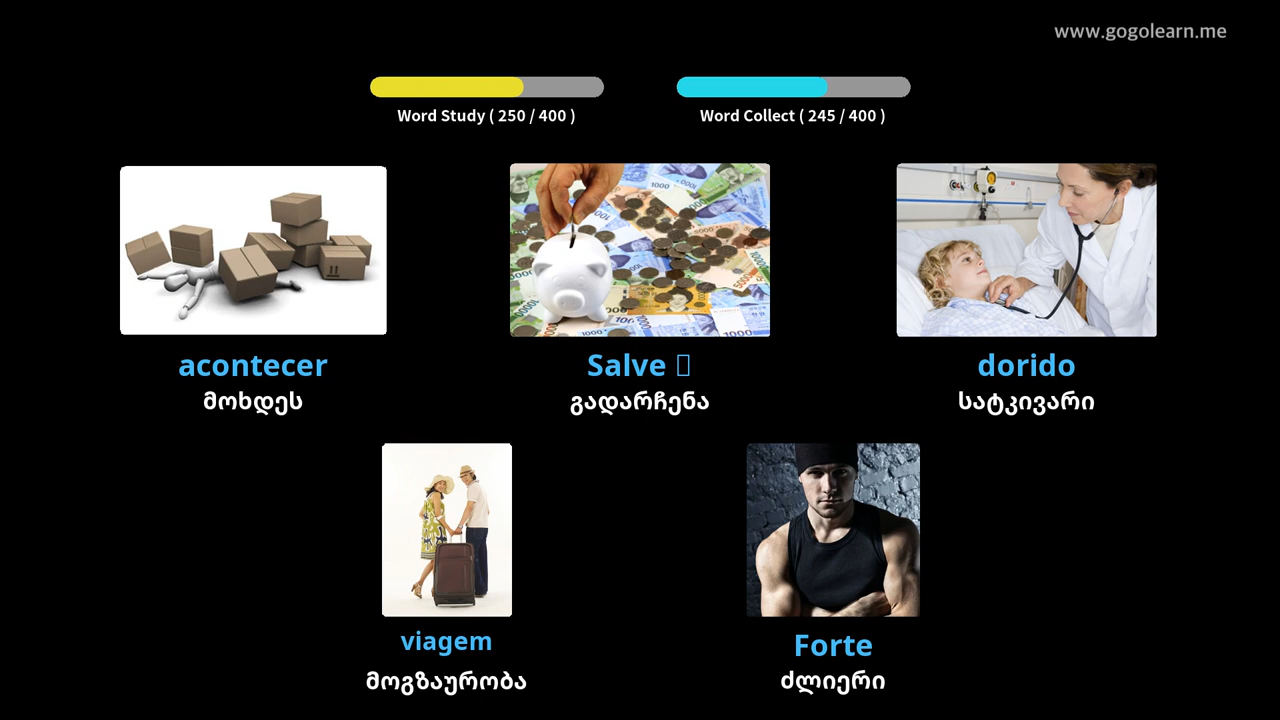 www.gogolearn.me
Word Study ( 250 / 400 )
Word Collect ( 245 / 400 )
acontecer
მოხდეს
Salve
გადარჩენა
dorido
სატკივარი
viagem
მოგზაურობა
Forte
ძლიერი